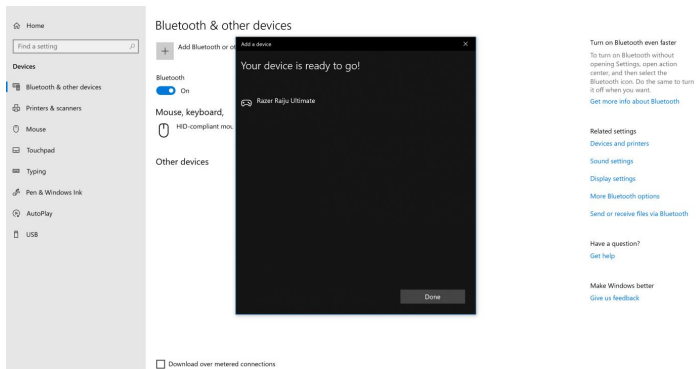 Home
Find a setting
Devices
Bluetooth & other devices
Printers & scanners
Mouse
Touchpad
Typing
Pen & Windows Ink
AutoPlay
USB
Bluetooth & other devices
Add Bluetooth or ot
Bluetooth
On
Mouse, keyboard,
HID-compliant mou
Other devices
Download over metered connections
Add a device
Your device is ready to go!
Razer Raiju Ultimate
Done
Turn on Bluetooth even faster
To turn on Bluetooth without
opening Settings, open action
center, and then select the
Bluetooth icon. Do the same to turn
it off when you want.
Get more info about Bluetooth
Related settings
Devices and printers
Sound settings
Display settings
More Bluetooth options
Send or receive files via Bluetooth
Have a question?
Get help
Make Windows better
Give us feedback